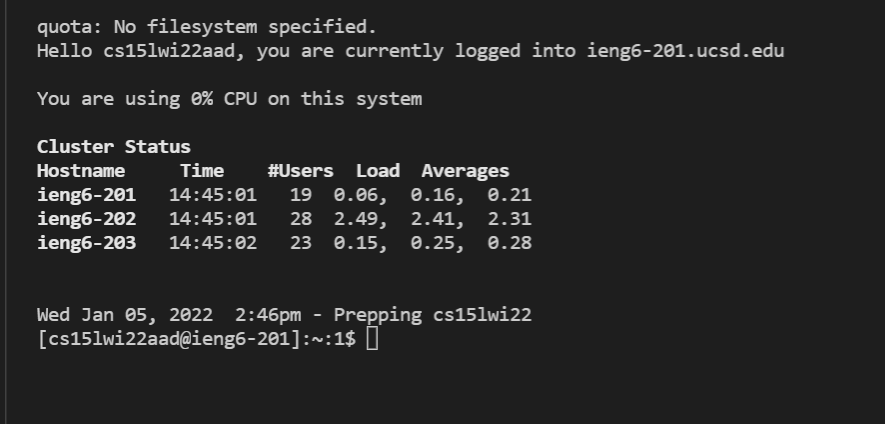 quota: No filesystem specified.
Hello cs15lwi22aad, you are currently logged into ieng6-201.ucsd.edu
You are using 0% CPU on this system
Cluster Status
Hostname     Time    #Users  Load  Averages
ieng6-201   14:45:01   19  0.06,  0.16,  0.21
ieng6-202   14:45:01   28  2.49,  2.41,  2.31
ieng6-203   14:45:02   23  0.15,  0.25,  0.28
Wed Jan 05, 2022  2:46pm - Prepping cs15lwi22
[cs15lwi22aad@ieng6-201]:~:1$